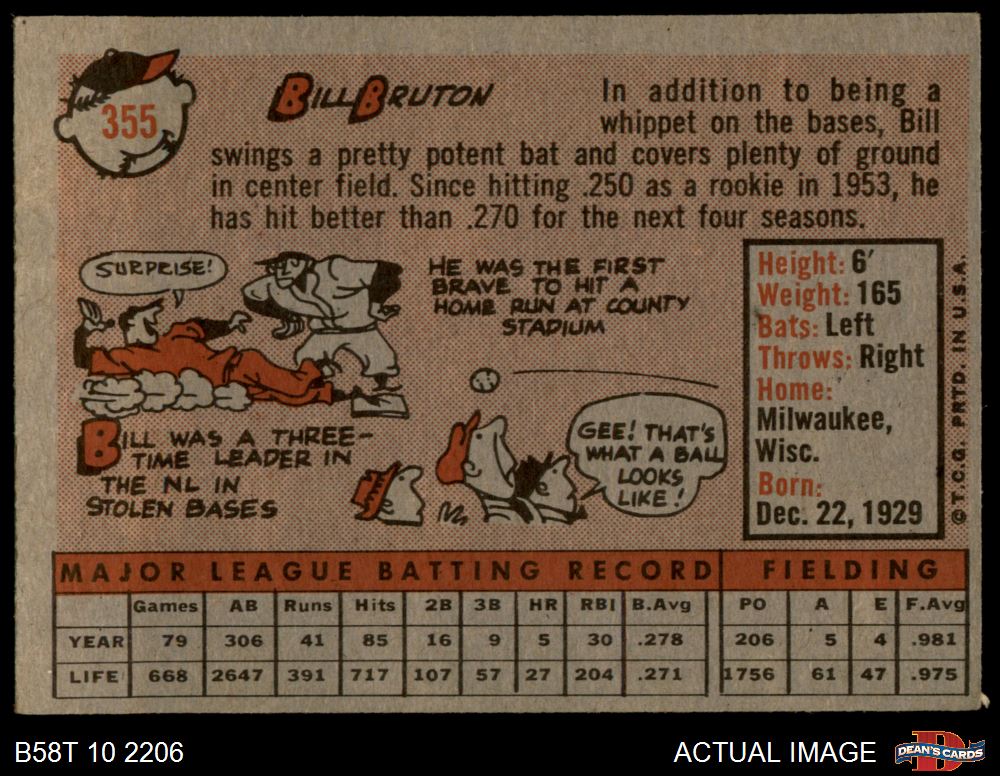 355
BILL BRUTON
In addition to being a
whippet on the bases, Bill
swings a pretty potent bat and covers plenty of ground
in center field. Since hitting .250 as a rookie in 1953, he
has hit better than .270 for the next four seasons.
SURPRISE!
HE WAS THE FIRST
BRAVE TO HIT A
HOME RUN AT COUNTY
STADIUM
BILL WAS A THREE-
TIME LEADER IN
THE NL IN
STOLEN BASES
GEE! THAT'S
WHAT A BALL
LOOKS
LIKE!
Height: 6'
Weight: 165
Bats: Left
Throws: Right
Home:
Milwaukee,
Wisc.
Born:
Dec. 22, 1929
© T.C.G. PRTD. IN U.S.A.
MAJOR LEAGUE BATTING RECORD FIELDING
Games AB Runs Hits 2B 3B HR RBI B.Avg PO A E F.Avg
YEAR 79 306 41 85 16 9 5 30 .278 206 5 4 .981
LIFE 668 2647 391 717 107 57 27 204 .271 1756 61 47 .975
B58T 10 2206
ACTUAL IMAGE
DEAN'S CARDS